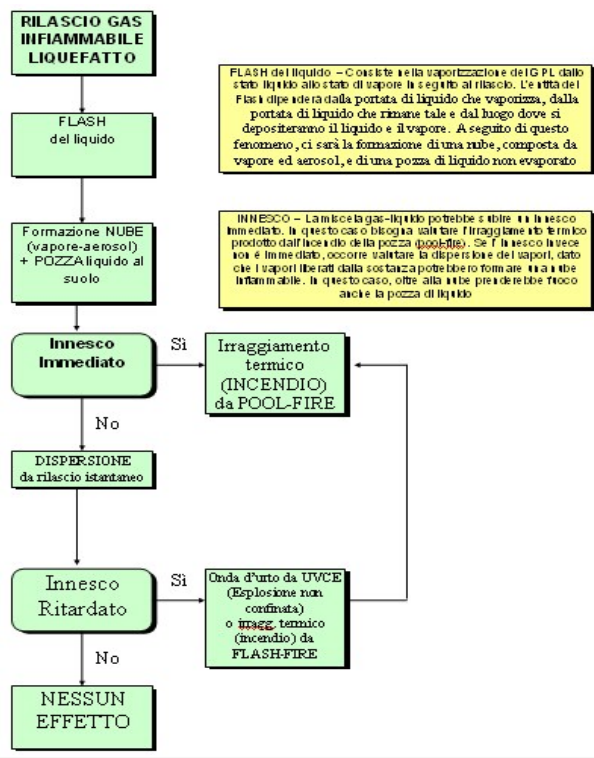 RILASCIO GAS
INFIAMMABILE
LIQUEFATTO
FLASH
del liquido
FLASH del liquido – Consiste nella vaporizzazione del GPL dallo
stato liquido allo stato di vapore in seguito al rilascio. L'entità del
Flash dipenderà dalla portata di liquido che vaporizza, dalla
portata di liquido che rimane tale e dal luogo dove si
depositeranno il liquido e il vapore. A seguito di questo
fenomeno, ci sarà la formazione di una nube, composta da
vapore ed aerosol, e di una pozza di liquido non evaporato
Formazione NUBE
(vapore-aerosol)
+ POZZA liquido al
suolo
INNESCO – La miscela gas-liquido potrebbe subire un innesco
immediato. In questo caso bisogna valutare l'irraggiamento termico
prodotto dall'incendio della pozza (pool-fire). Se l'innesco invece
non è immediato, occorre valutare la dispersione dei vapori, dato
che i vapori liberati dalla sostanza potrebbero formare una nube
infiammabile. In questo caso, oltre alla nube prenderebbe fuoco
anche la pozza di liquido
Innesco
Immediato
Sì
Irraggiamento
termico
(INCENDIO)
da POOL-FIRE
No
DISPERSIONE
da rilascio istantaneo
Innesco
Ritardato
Sì
Onda d'urto da UVCE
(Esplosione non
confinata)
o irragg. termico
(incendio) da
FLASH-FIRE
No
NESSUN
EFFETTO